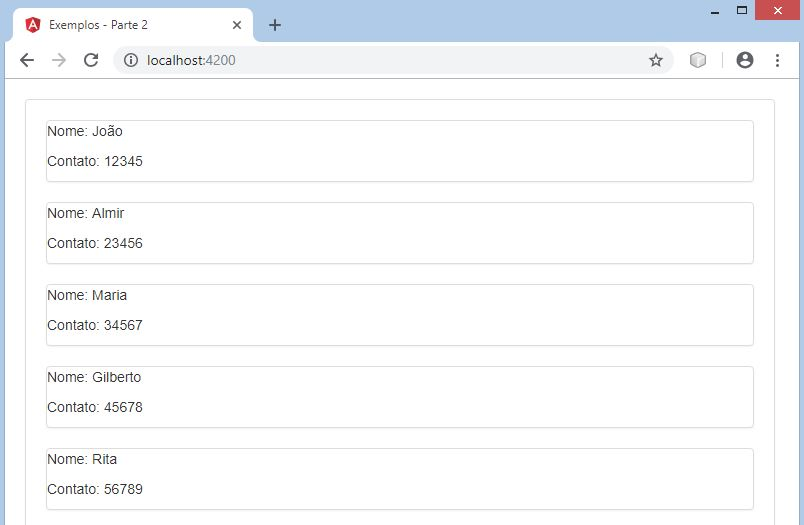 Exemplos - Parte 2
localhost:4200
Nome: João
Contato: 12345
Nome: Almir
Contato: 23456
Nome: Maria
Contato: 34567
Nome: Gilberto
Contato: 45678
Nome: Rita
Contato: 56789